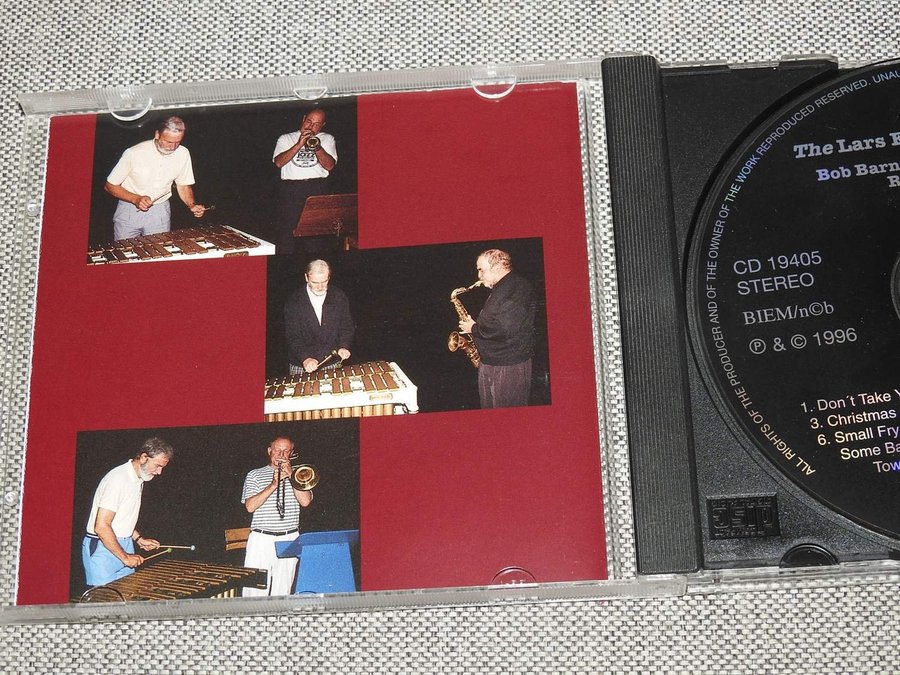 ALL RIGHTS OF THE PRODUCER AND OF THE OWNER OF THE WORK REPRODUCED RESERVED. UNAU
The Lars E
Bob Barn
R
CD 19405
STEREO
BIEM/n©b
℗ & © 1996
1. Don´t Take Y
3. Christmas
6. Small Fry
Some Ba
Tow